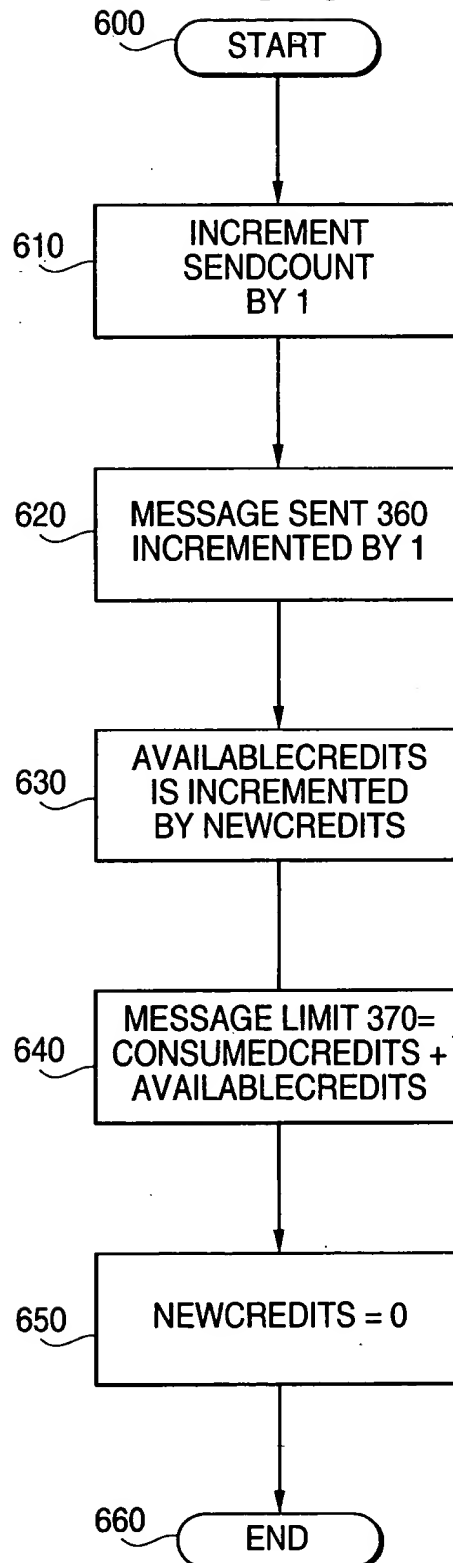 600
START
610
INCREMENT
SENDCOUNT
BY 1
620
MESSAGE SENT 360
INCREMENTED BY 1
630
AVAILABLECREDITS
IS INCREMENTED
BY NEWCREDITS
640
MESSAGE LIMIT 370=
CONSUMEDCREDITS +
AVAILABLECREDITS
650
NEWCREDITS = 0
660
END